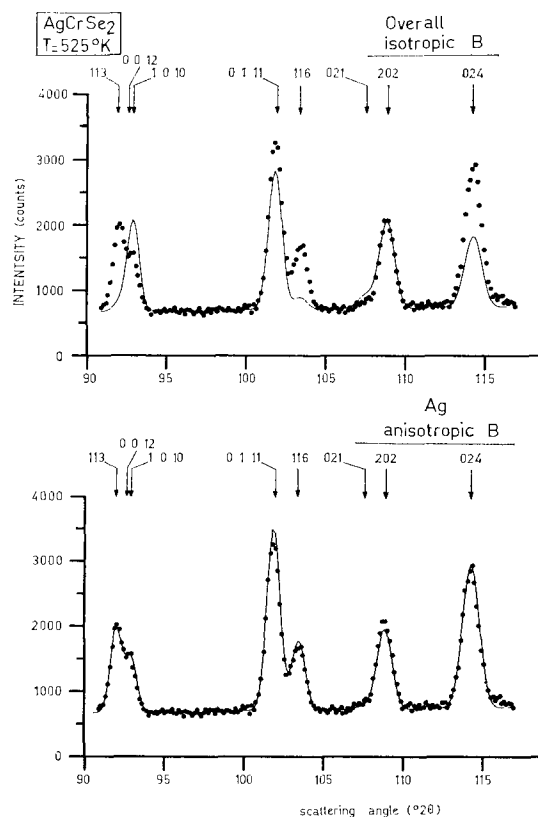 AgCrSe2
T=525°K
Overall
isotropic B
0 0 12
113 1 0 10 0 1 11 116 021 202 024
4000
3000
2000
1000
0
INTENTSITY (counts)
90 95 100 105 110 115
Ag
anisotropic B
0 0 12
113 1 0 10 0 1 11 116 021 202 024
4000
3000
2000
1000
0
90 95 100 105 110 115
scattering angle (°2θ)